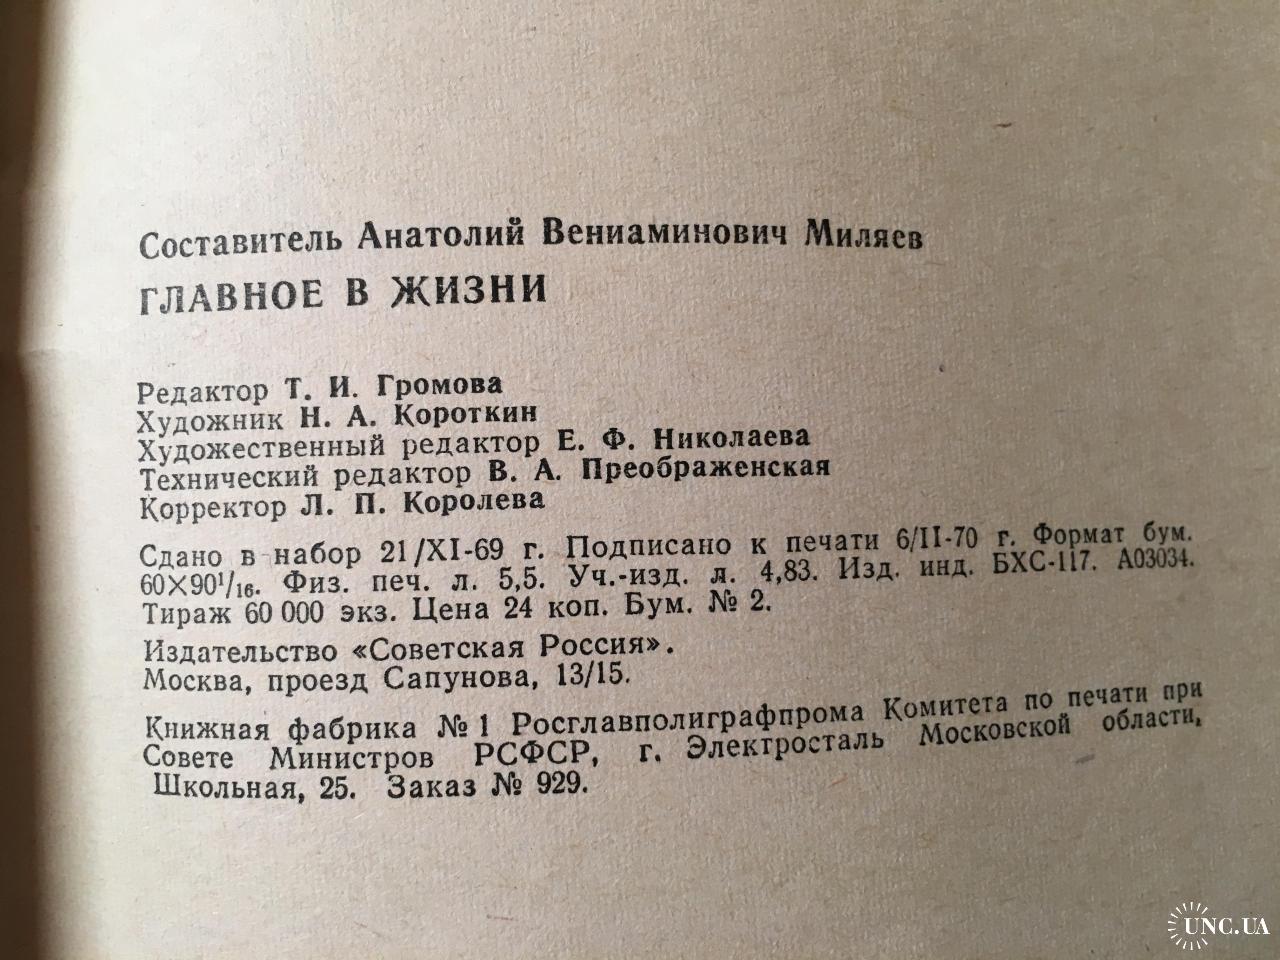 Составитель Анатолий Вениаминович Миляев
ГЛАВНОЕ В ЖИЗНИ
Редактор Т. И. Громова
Художник Н. А. Короткин
Художественный редактор Е. Ф. Николаева
Технический редактор В. А. Преображенская
Корректор Л. П. Королева
Сдано в набор 21/XI-69 г. Подписано к печати 6/II-70 г. Формат бум.
60×90¹/₁₆. Физ. печ. л. 5,5. Уч.-изд. л. 4,83. Изд. инд. БХС-117. А03034.
Тираж 60 000 экз. Цена 24 коп. Бум. № 2.
Издательство «Советская Россия».
Москва, проезд Сапунова, 13/15.
Книжная фабрика № 1 Росглавполиграфпрома Комитета по печати при
Совете Министров РСФСР, г. Электросталь Московской области,
Школьная, 25. Заказ № 929.
UNC.UA